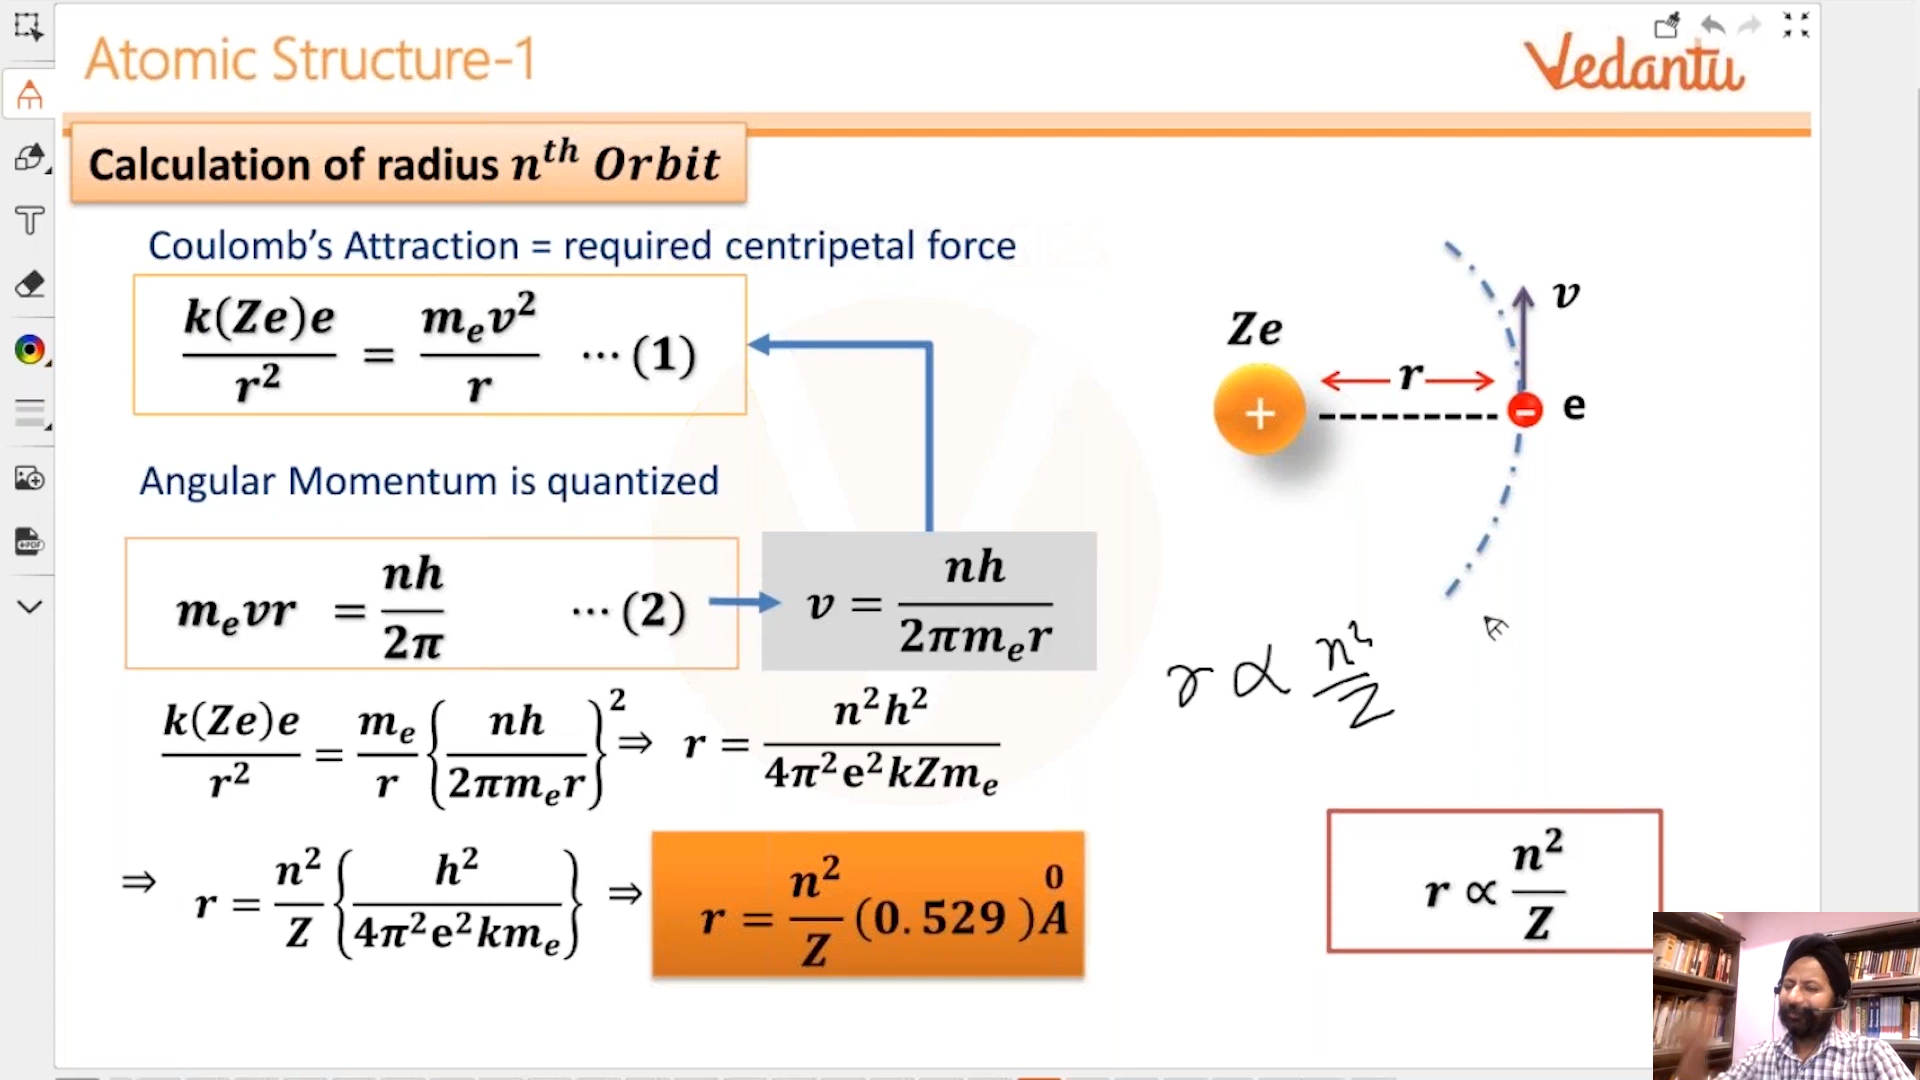 Atomic Structure-1
Vedantu
Calculation of radius nᵗʰ Orbit
Coulomb's Attraction = required centripetal force
k(Ze)e/r² = mₑv²/r ⋯(1)
Ze
v
r
+
−
e
Angular Momentum is quantized
mₑvr = nh/2π ⋯(2)
v = nh/2πmₑr
r ∝ n²/Z
k(Ze)e/r² = mₑ/r {nh/2πmₑr}² ⇒ r = n²h²/4π²e²kZmₑ
⇒ r = n²/Z {h²/4π²e²kmₑ} ⇒ r = n²/Z (0.529)A⁰
r ∝ n²/Z